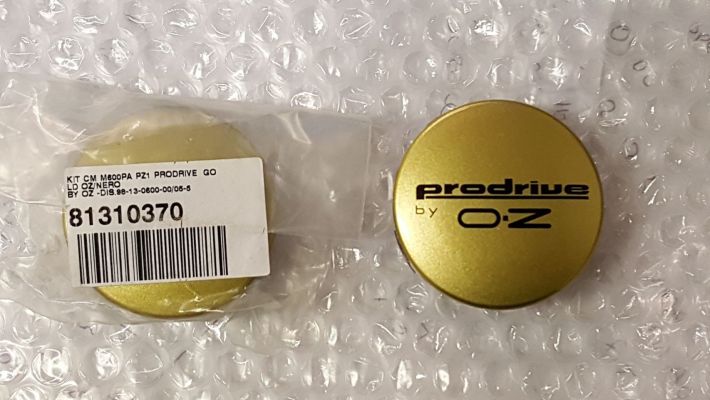 KIT CM M600PA PZ1 PRODRIVE GO
LD OZ/NERO
BY OZ -DIS.98-13-0600-00/05-5
81310370
prodrive
by O·Z